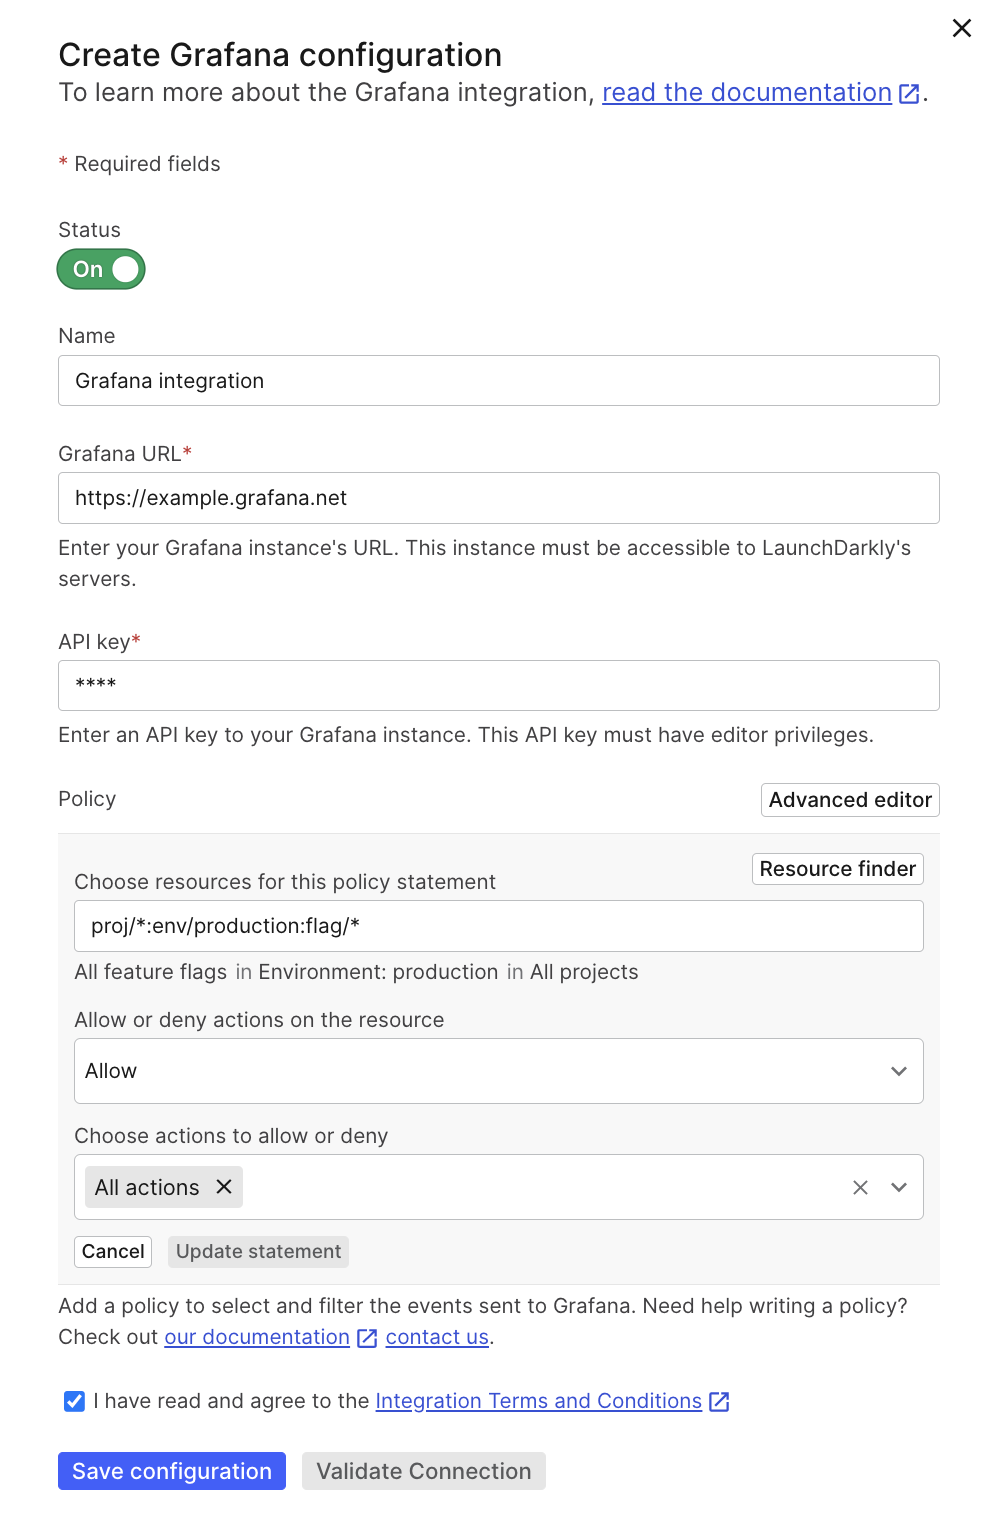 Create Grafana configuration
To learn more about the Grafana integration, read the documentation.
* Required fields
Status
On
Name
Grafana integration
Grafana URL*
https://example.grafana.net
Enter your Grafana instance's URL. This instance must be accessible to LaunchDarkly's
servers.
API key*
****
Enter an API key to your Grafana instance. This API key must have editor privileges.
Policy
Advanced editor
Resource finder
Choose resources for this policy statement
proj/*:env/production:flag/*
All feature flags in Environment: production in All projects
Allow or deny actions on the resource
Allow
Choose actions to allow or deny
All actions
Cancel Update statement
Add a policy to select and filter the events sent to Grafana. Need help writing a policy?
Check out our documentation contact us.
I have read and agree to the Integration Terms and Conditions
Save configuration Validate Connection